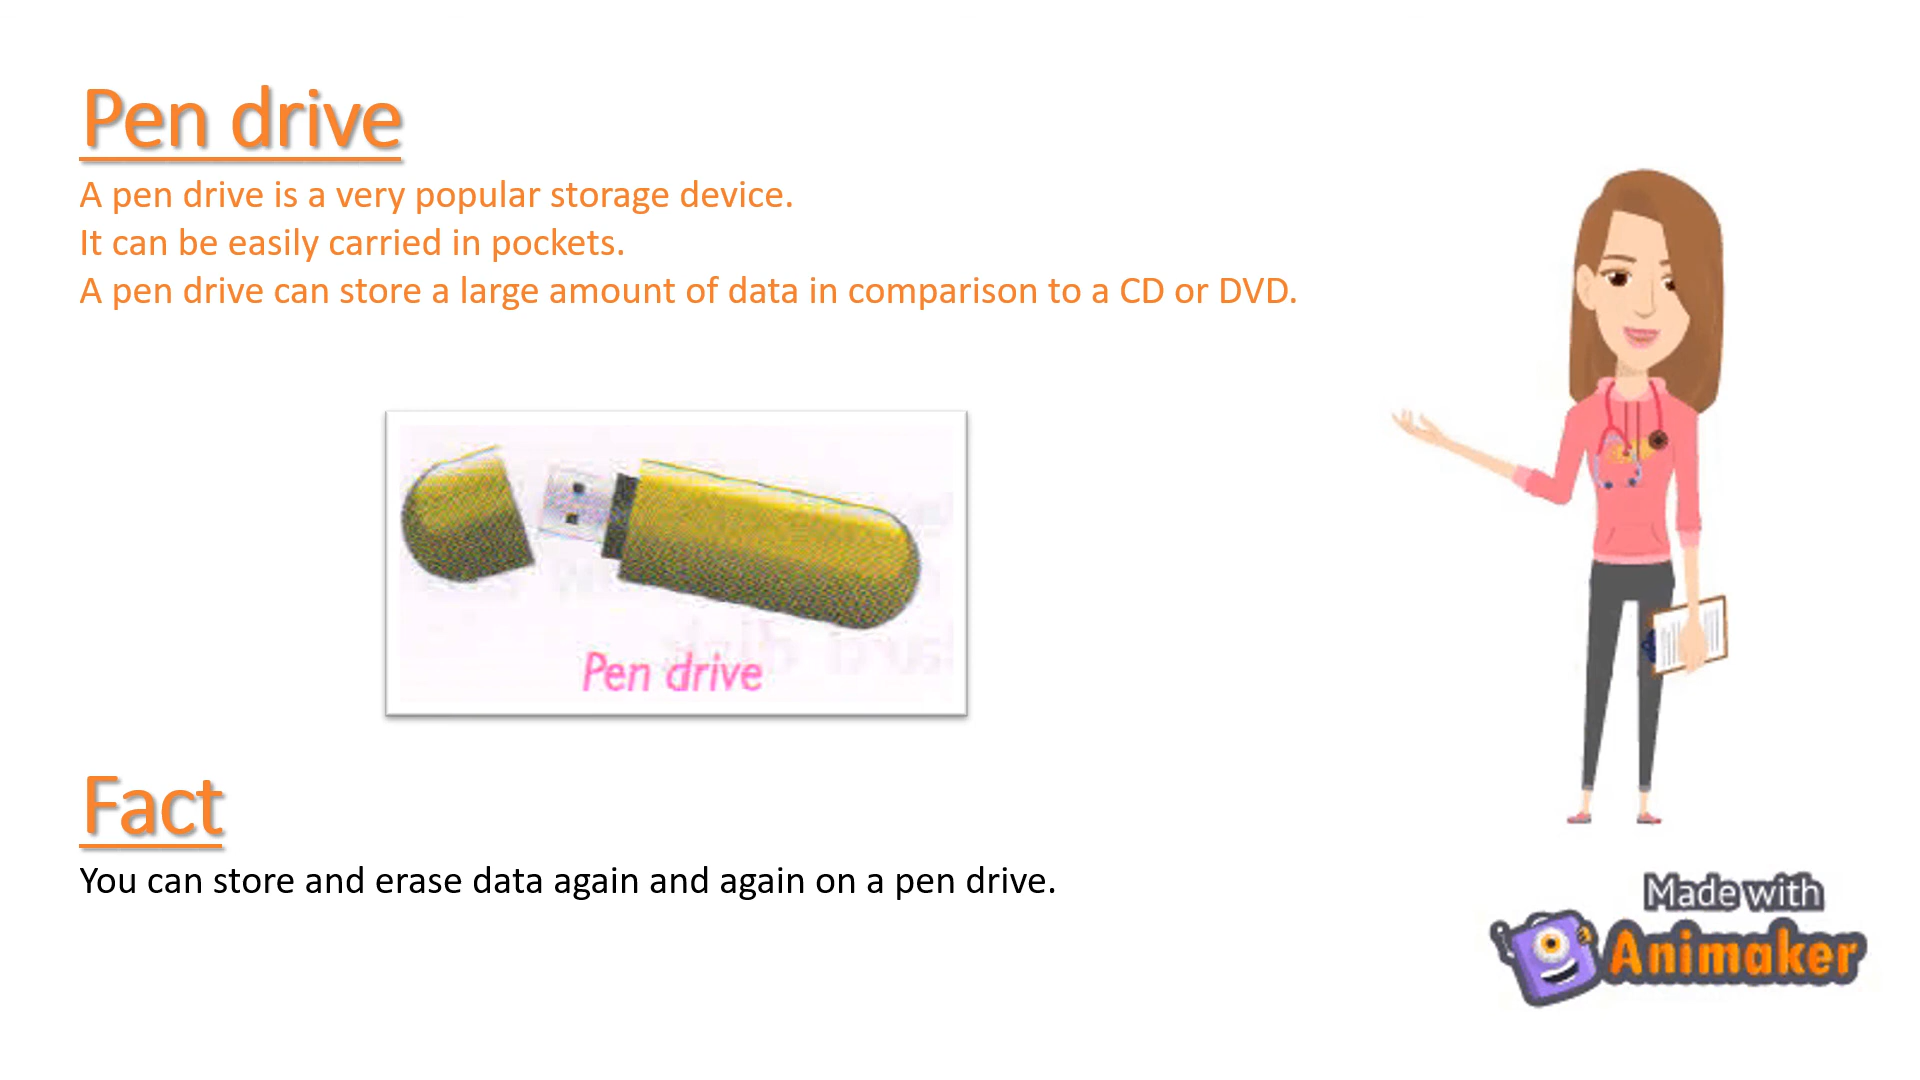 Pen drive
A pen drive is a very popular storage device.
It can be easily carried in pockets.
A pen drive can store a large amount of data in comparison to a CD or DVD.
Pen drive
Fact
You can store and erase data again and again on a pen drive.
Made with
Animaker